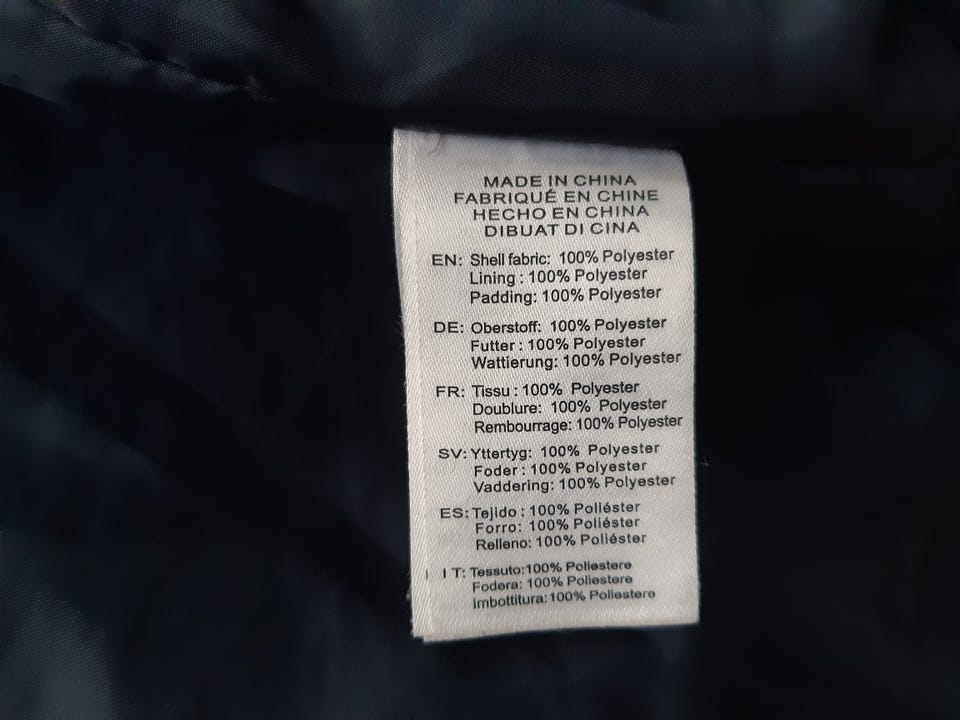 MADE IN CHINA
FABRIQUÉ EN CHINE
HECHO EN CHINA
DIBUAT DI CINA
EN: Shell fabric: 100% Polyester
Lining : 100% Polyester
Padding: 100% Polyester
DE: Oberstoff: 100% Polyester
Futter : 100% Polyester
Wattierung: 100% Polyester
FR: Tissu : 100% Polyester
Doublure: 100% Polyester
Rembourrage: 100% Polyester
SV: Yttertyg: 100% Polyester
Foder : 100% Polyester
Vaddering: 100% Polyester
ES: Tejido : 100% Poliéster
Forro: 100% Poliéster
Relleno: 100% Poliéster
IT: Tessuto:100% Poliestere
Fodera: 100% Poliestere
imbottitura:100% Poliestere